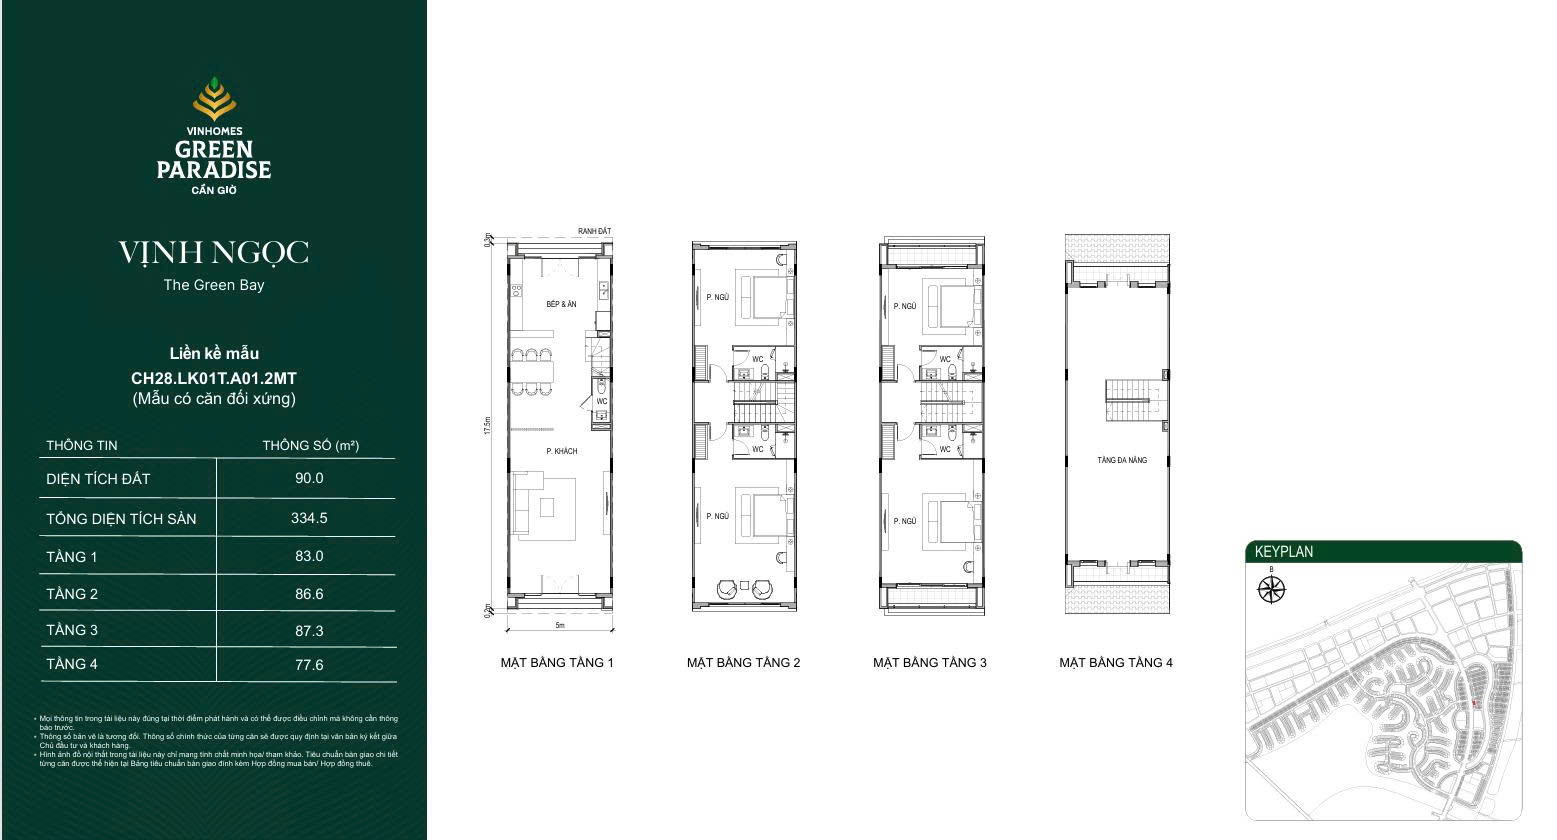 VINHOMES
GREEN
PARADISE
CẦN GIỜ
VỊNH NGỌC
The Green Bay
Liền kề mẫu
CH28.LK01T.A01.2MT
(Mẫu có căn đối xứng)
THÔNG TIN THÔNG SỐ (m²)
DIỆN TÍCH ĐẤT 90.0
TỔNG DIỆN TÍCH SÀN 334.5
TẦNG 1 83.0
TẦNG 2 86.6
TẦNG 3 87.3
TẦNG 4 77.6
• Mọi thông tin trong tài liệu này đúng tại thời điểm phát hành và có thể được điều chỉnh mà không cần thông
báo trước.
• Thông số bản vẽ là tương đối. Thông số chính thức của từng căn sẽ được quy định tại văn bản ký kết giữa
Chủ đầu tư và khách hàng.
• Hình ảnh đồ nội thất trong tài liệu này chỉ mang tính chất minh họa/ tham khảo. Tiêu chuẩn bàn giao chi tiết
từng căn được thể hiện tại Bảng tiêu chuẩn bàn giao đính kèm Hợp đồng mua bán/ Hợp đồng thuê.
RANH ĐẤT
0,3m
BẾP & ĂN
WC
17.5m
P. KHÁCH
0,2m
5m
MẶT BẰNG TẦNG 1
P. NGỦ
WC
WC
P. NGỦ
MẶT BẰNG TẦNG 2
P. NGỦ
WC
WC
P. NGỦ
MẶT BẰNG TẦNG 3
TẦNG ĐA NĂNG
MẶT BẰNG TẦNG 4
KEYPLAN
B